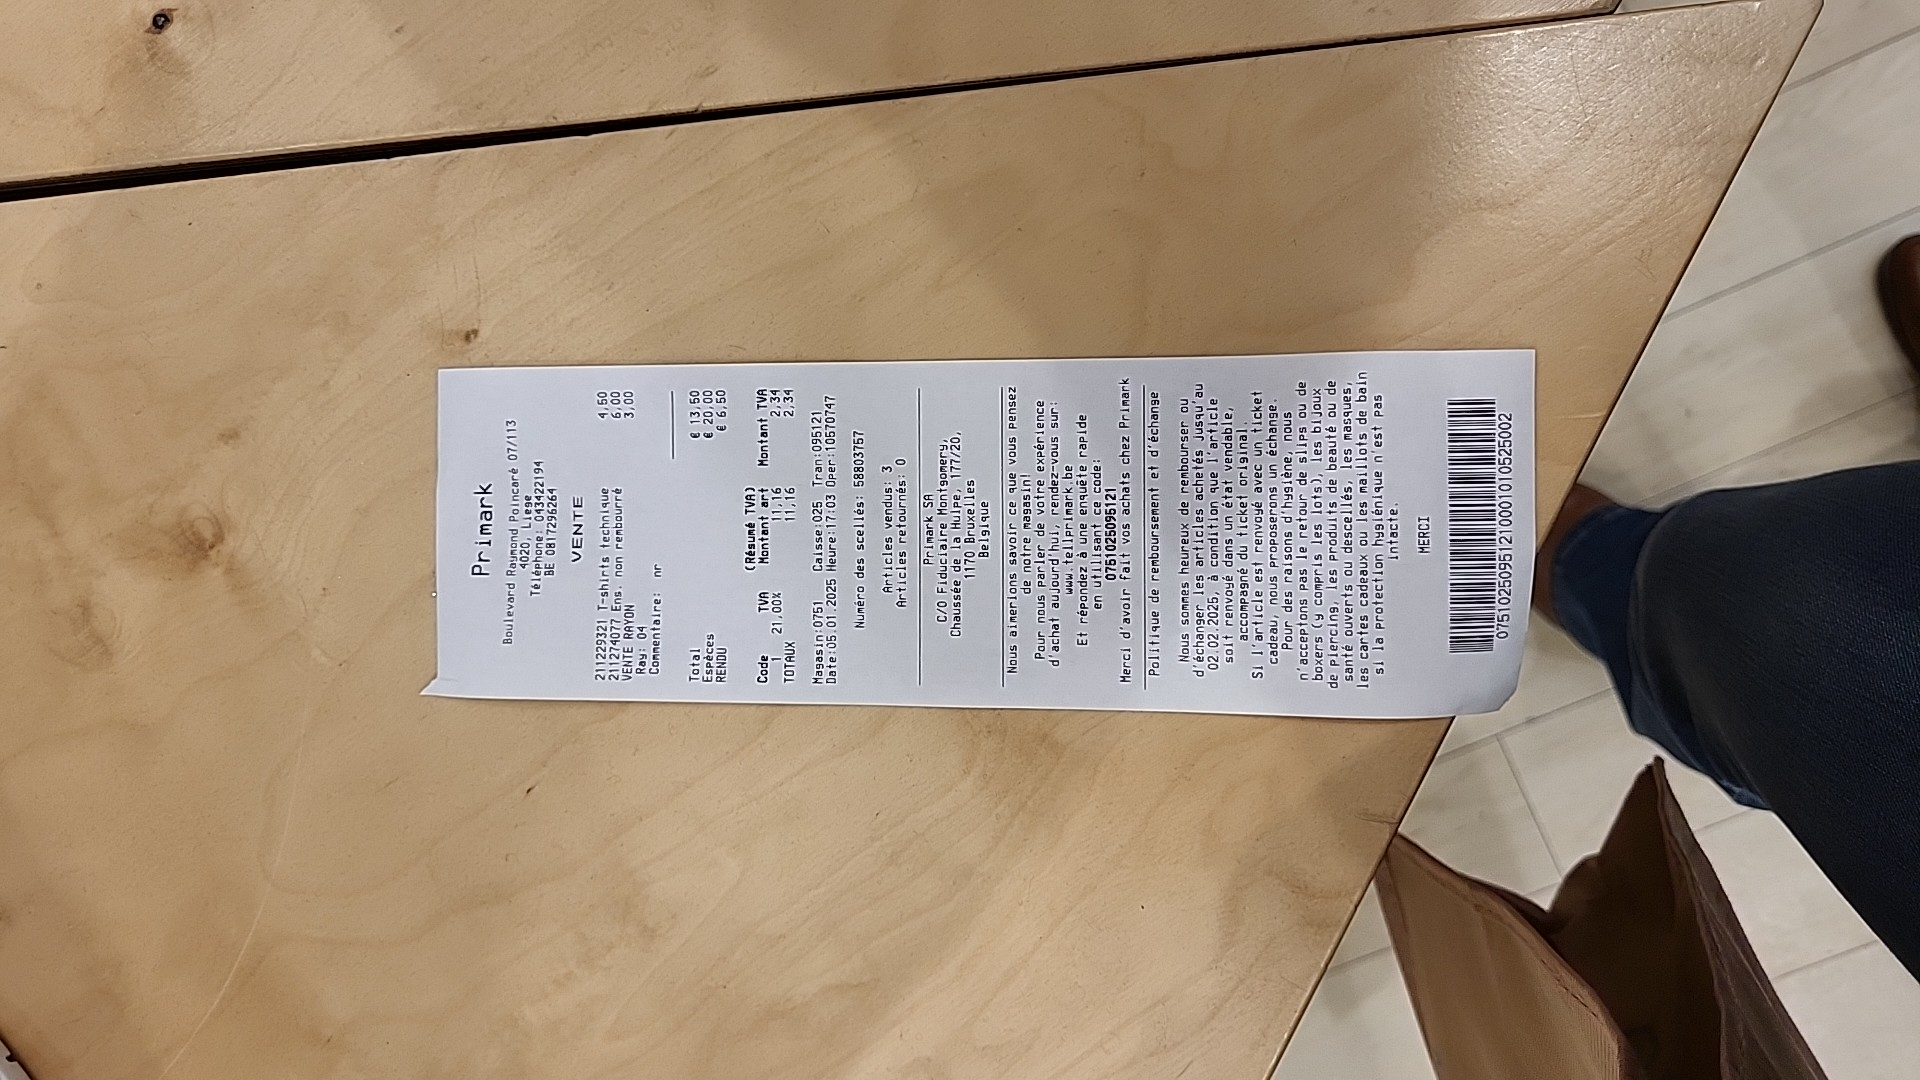 Primark
Boulevard Raymond Poincaré 07/113
4020, Liege
Téléphone: 043422194
BE 0817296264
VENTE
211229321 T-shirts technique 4,50
211274077 Ens. non rembourré 6,00
VENTE RAYON 3,00
Ray: 04
Commentaire: nr
Total € 13,50
Espèces € 20,00
RENDU € 6,50
(Résumé TVA)
Code TVA Montant art Montant TVA
1 21,00% 11,16 2,34
TOTAUX 11,16 2,34
Magasin:0751 Caisse:025 Tran:095121
Date:05.01.2025 Heure:17:03 Oper:10570747
Numéro des scellés: 58803757
Articles vendus: 3
Articles retournés: 0
Primark SA
C/O Fiduciaire Montgomery,
Chaussée de la Hulpe, 177/20,
1170 Bruxelles
Belgique
Nous aimerions savoir ce que vous pensez
de notre magasin!
Pour nous parler de votre expérience
d'achat aujourd'hui, rendez-vous sur:
www.tellprimark.be
Et répondez à une enquête rapide
en utilisant ce code:
0751025095121
Merci d'avoir fait vos achats chez Primark
Politique de remboursement et d'échange
Nous sommes heureux de rembourser ou
d'échanger les articles achetés jusqu'au
02.02.2025, à condition que l'article
soit renvoyé dans un état vendable,
accompagné du ticket original.
Si l'article est renvoyé avec un ticket
cadeau, nous proposerons un échange.
Pour des raisons d'hygiène, nous
n'acceptons pas le retour de slips ou de
boxers (y compris les lots), les bijoux
de piercing, les produits de beauté ou de
santé ouverts ou descellés, les masques,
les cartes cadeaux ou les maillots de bain
si la protection hygiénique n'est pas
intacte.
MERCI
07510250951210001010525002